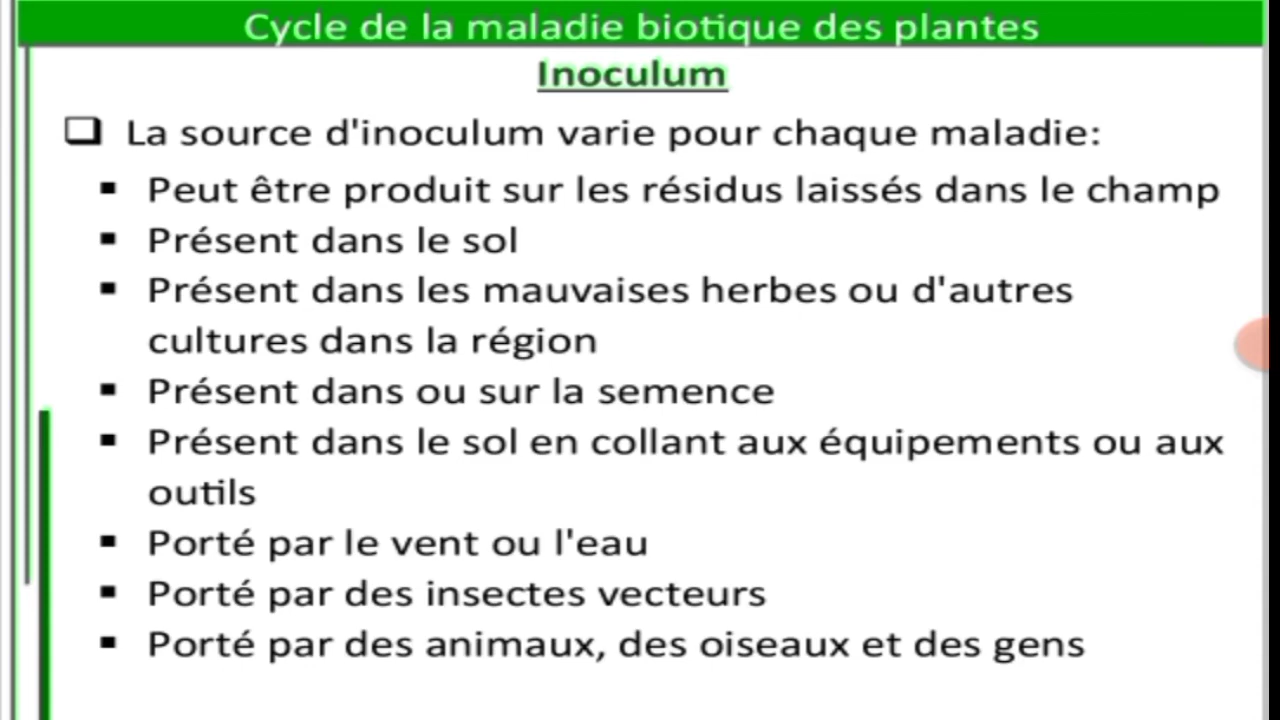 Cycle de la maladie biotique des plantes
Inoculum
La source d'inoculum varie pour chaque maladie:
Peut être produit sur les résidus laissés dans le champ
Présent dans le sol
Présent dans les mauvaises herbes ou d'autres
cultures dans la région
Présent dans ou sur la semence
Présent dans le sol en collant aux équipements ou aux
outils
Porté par le vent ou l'eau
Porté par des insectes vecteurs
Porté par des animaux, des oiseaux et des gens